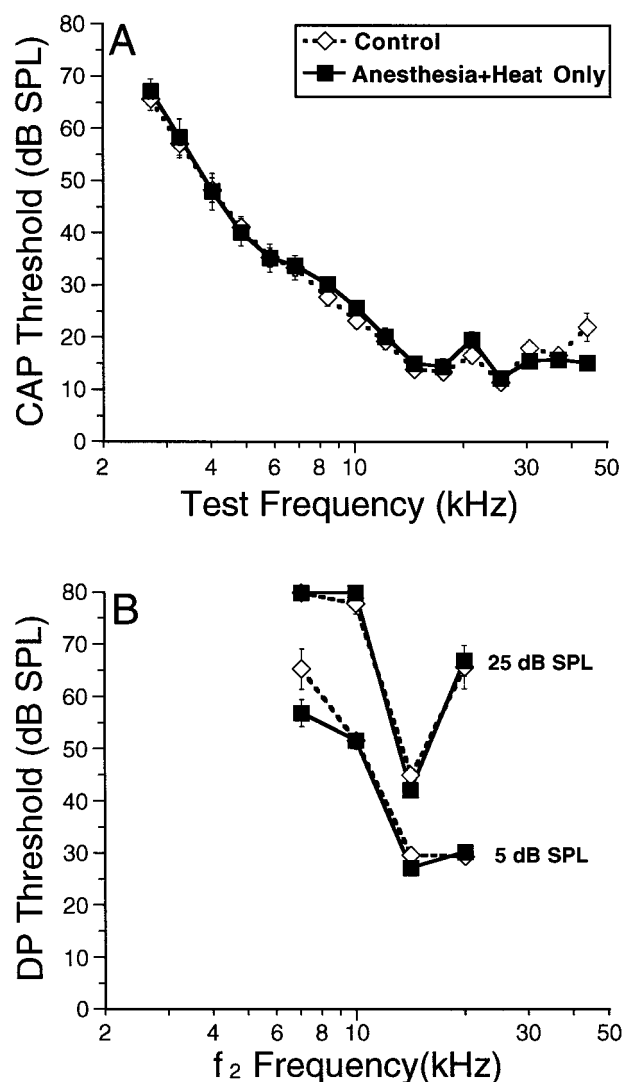 A
Control
Anesthesia+Heat Only
CAP Threshold (dB SPL)
80
70
60
50
40
30
20
10
0
2 4 6 8 10 30 50
Test Frequency (kHz)
B
DP Threshold (dB SPL)
80
70
60
50
40
30
20
10
0
25 dB SPL
5 dB SPL
2 4 6 8 10 30 50
f2 Frequency(kHz)